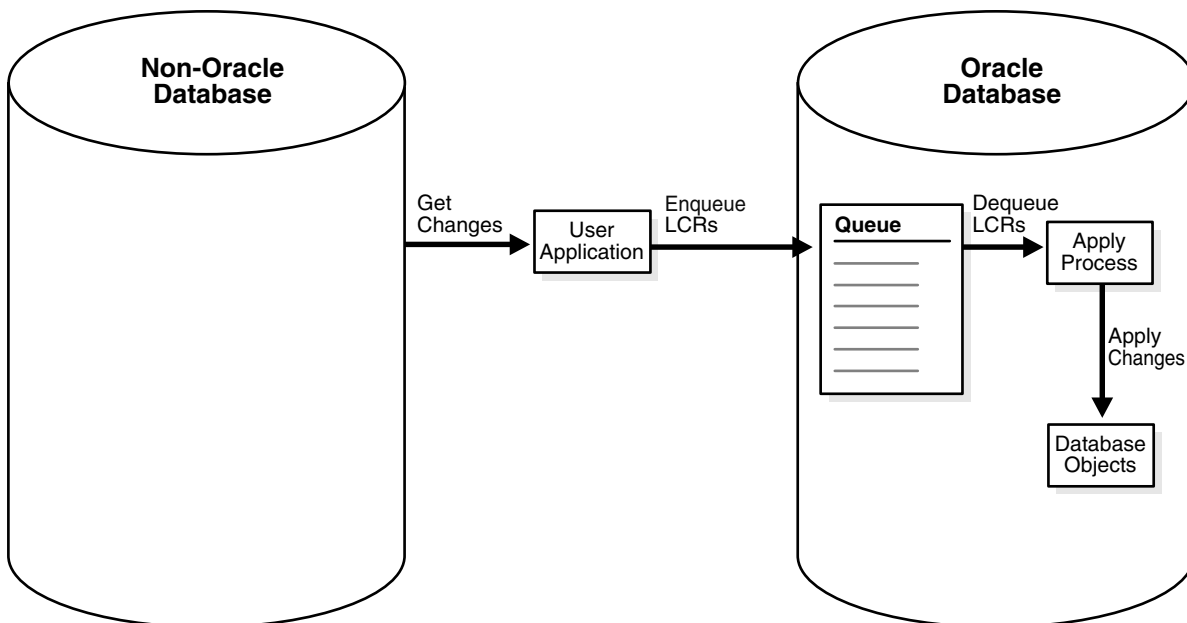 Non-Oracle
Database
Oracle
Database
Get
Changes
User
Application
Enqueue
LCRs
Queue
Dequeue
LCRs
Apply
Process
Apply
Changes
Database
Objects